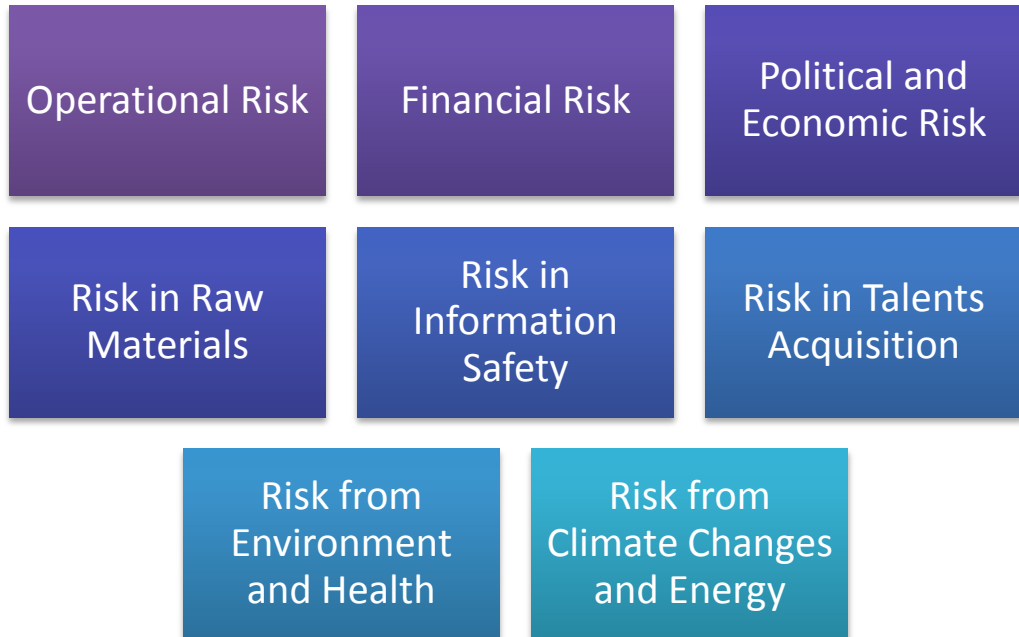 Operational Risk
Financial Risk
Political and
Economic Risk
Risk in Raw
Materials
Risk in
Information
Safety
Risk in Talents
Acquisition
Risk from
Environment
and Health
Risk from
Climate Changes
and Energy